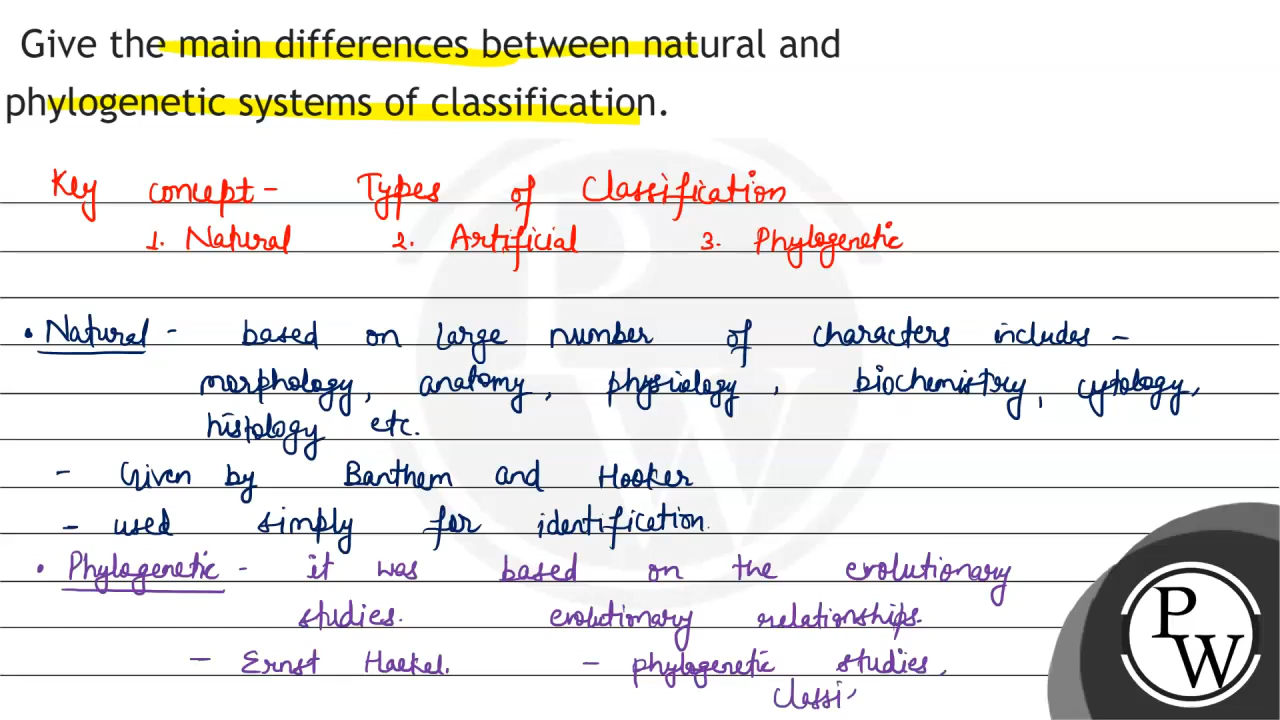 Give the main differences between natural and
phylogenetic systems of classification.
Key concept - Types of Classification
1. Natural 2. Artificial 3. Phylogenetic
• Natural - based on large number of characters includes -
morphology, anatomy, physiology, biochemistry, cytology,
histology etc.
- Given by Banthem and Hooker
- used simply for identification.
• Phylogenetic - it was based on the evolutionary
studies. evolutionary relationships.
- Ernst Haekel. - phylogenetic studies,
classi
P
W